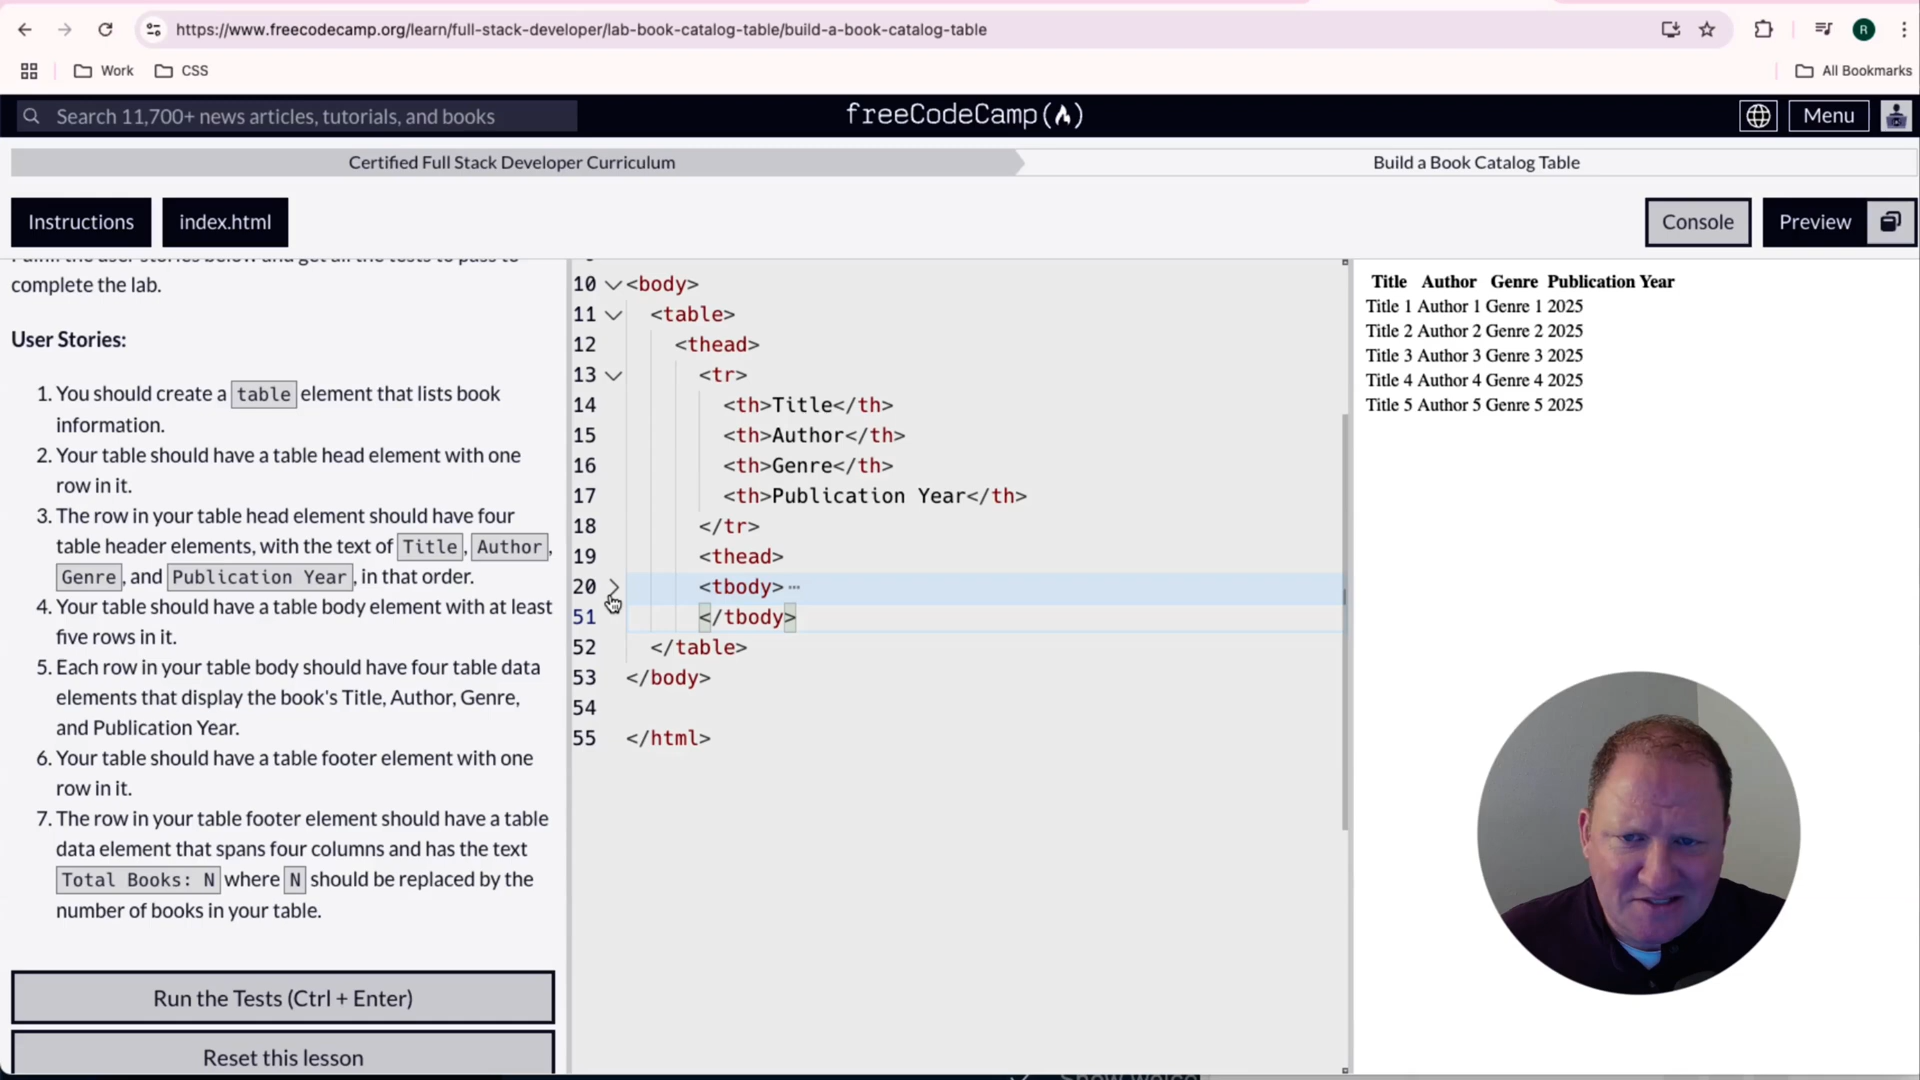 https://www.freecodecamp.org/learn/full-stack-developer/lab-book-catalog-table/build-a-book-catalog-table
R
Work
CSS
All Bookmarks
Search 11,700+ news articles, tutorials, and books
freeCodeCamp
Menu
Certified Full Stack Developer Curriculum
Build a Book Catalog Table
Instructions
index.html
Console
Preview
complete the lab.
User Stories:
1. You should create a table element that lists book
information.
2. Your table should have a table head element with one
row in it.
3. The row in your table head element should have four
table header elements, with the text of Title, Author,
Genre, and Publication Year, in that order.
4. Your table should have a table body element with at least
five rows in it.
5. Each row in your table body should have four table data
elements that display the book's Title, Author, Genre,
and Publication Year.
6. Your table should have a table footer element with one
row in it.
7. The row in your table footer element should have a table
data element that spans four columns and has the text
Total Books: N where N should be replaced by the
number of books in your table.
Run the Tests (Ctrl + Enter)
Reset this lesson
10 <body>
11 <table>
12 <thead>
13 <tr>
14 <th>Title</th>
15 <th>Author</th>
16 <th>Genre</th>
17 <th>Publication Year</th>
18 </tr>
19 <thead>
20 <tbody> ⋯
51 </tbody>
52 </table>
53 </body>
54
55 </html>
Title Author Genre Publication Year
Title 1 Author 1 Genre 1 2025
Title 2 Author 2 Genre 2 2025
Title 3 Author 3 Genre 3 2025
Title 4 Author 4 Genre 4 2025
Title 5 Author 5 Genre 5 2025